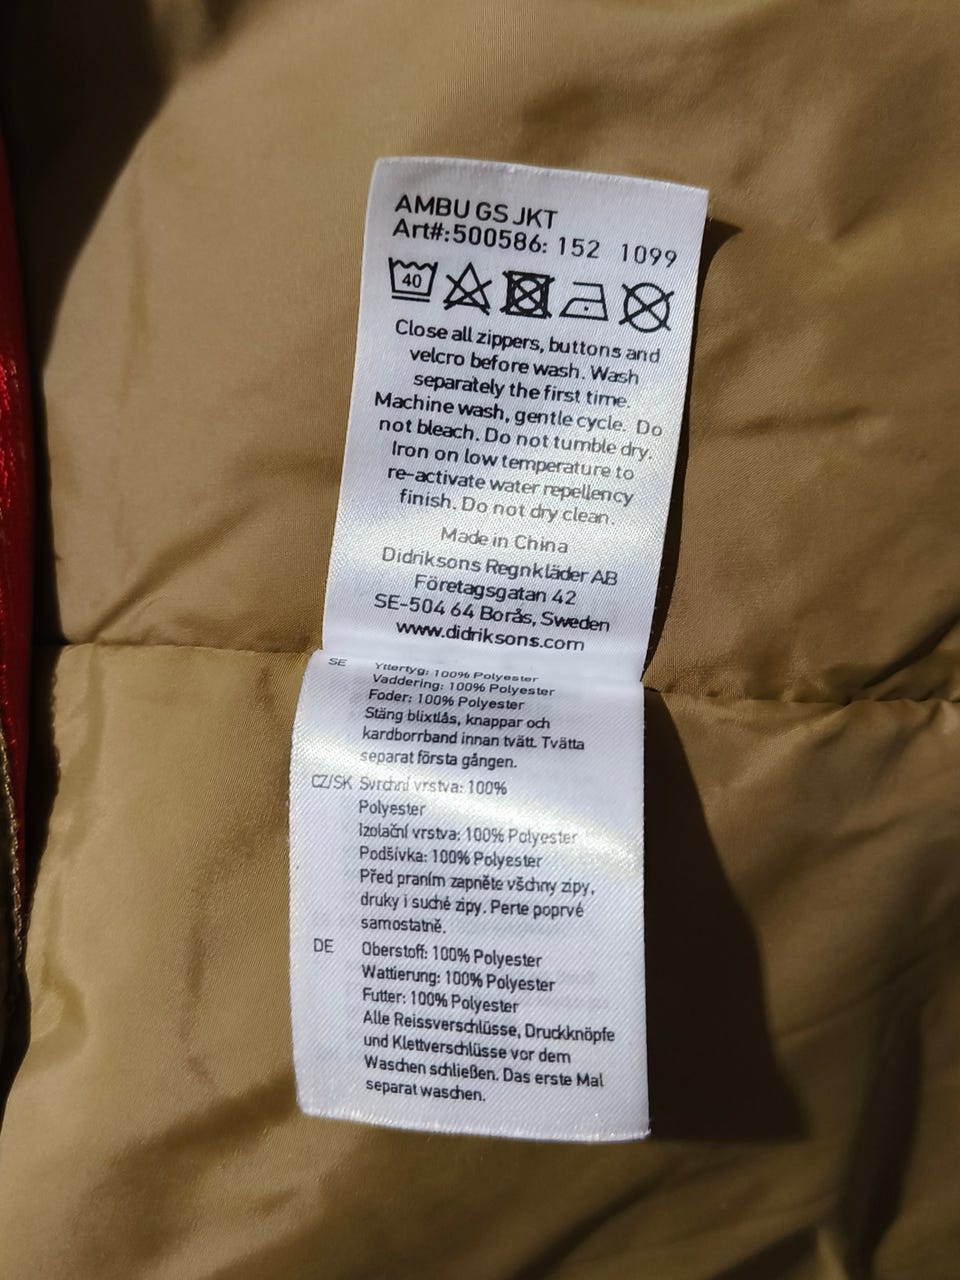 AMBU GS JKT
Art#:500586: 152 1099
40
Close all zippers, buttons and
velcro before wash. Wash
separately the first time.
Machine wash, gentle cycle. Do
not bleach. Do not tumble dry.
Iron on low temperature to
re-activate water repellency
finish. Do not dry clean.
Made in China
Didriksons Regnkläder AB
Företagsgatan 42
SE-504 64 Borås, Sweden
www.didriksons.com
SE Yttertyg: 100% Polyester
Vaddering: 100% Polyester
Foder: 100% Polyester
Stäng blixtlås, knappar och
kardborrband innan tvätt. Tvätta
separat första gången.
CZ/SK Svrchní vrstva: 100%
Polyester
Izolační vrstva: 100% Polyester
Podšívka: 100% Polyester
Před praním zapněte všchny zipy,
druky i suché zipy. Perte poprvé
samostatně.
DE Oberstoff: 100% Polyester
Wattierung: 100% Polyester
Futter: 100% Polyester
Alle Reissverschlüsse, Druckknöpfe
und Klettverschlüsse vor dem
Waschen schließen. Das erste Mal
separat waschen.